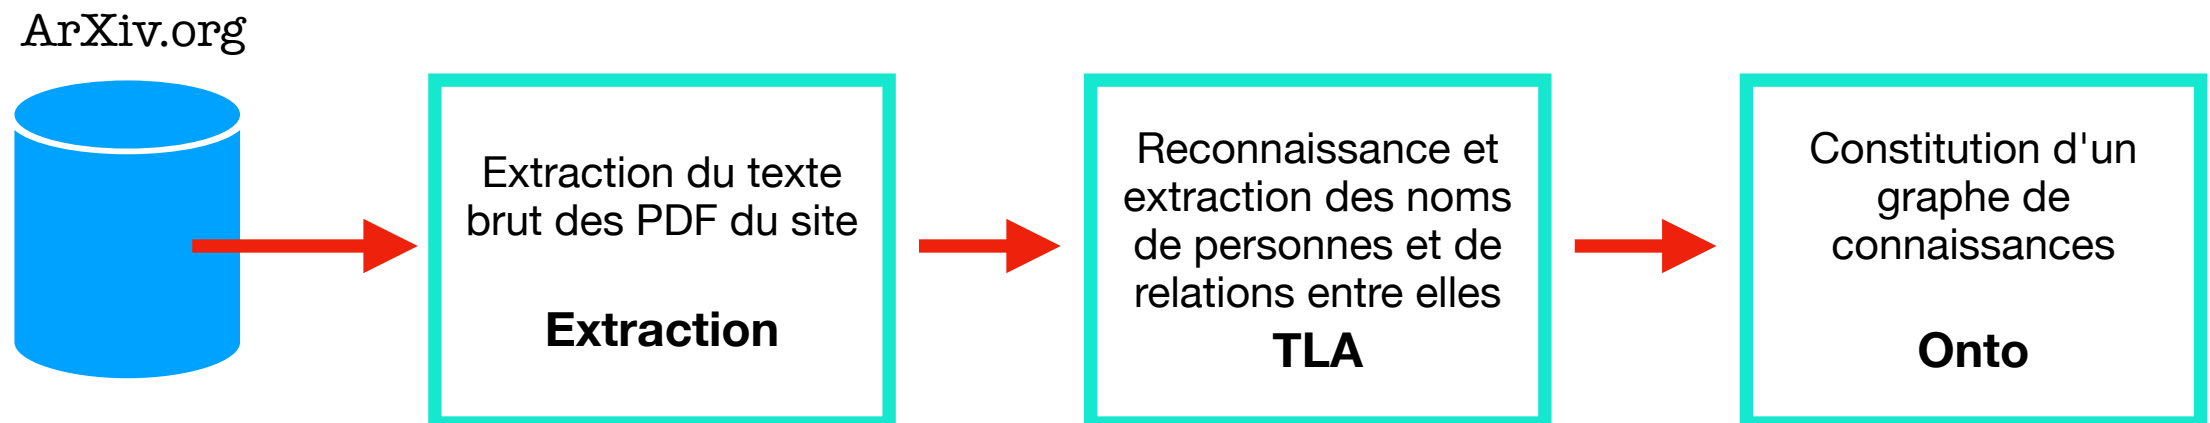 ArXiv.org
Extraction du texte
brut des PDF du site
Extraction
Reconnaissance et
extraction des noms
de personnes et de
relations entre elles
TLA
Constitution d'un
graphe de
connaissances
Onto